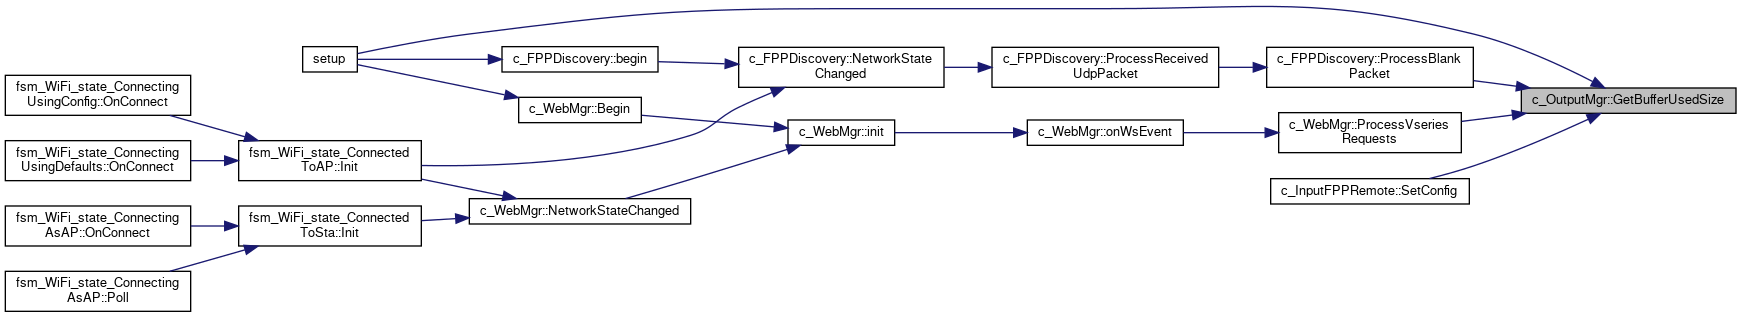 setup
c_FPPDiscovery::begin
c_FPPDiscovery::NetworkState
Changed
c_FPPDiscovery::ProcessReceived
UdpPacket
c_FPPDiscovery::ProcessBlank
Packet
c_OutputMgr::GetBufferUsedSize
fsm_WiFi_state_Connecting
UsingConfig::OnConnect
c_WebMgr::Begin
c_WebMgr::init
c_WebMgr::onWsEvent
c_WebMgr::ProcessVseries
Requests
fsm_WiFi_state_Connecting
UsingDefaults::OnConnect
fsm_WiFi_state_Connected
ToAP::Init
c_InputFPPRemote::SetConfig
fsm_WiFi_state_Connecting
AsAP::OnConnect
fsm_WiFi_state_Connected
ToSta::Init
c_WebMgr::NetworkStateChanged
fsm_WiFi_state_Connecting
AsAP::Poll